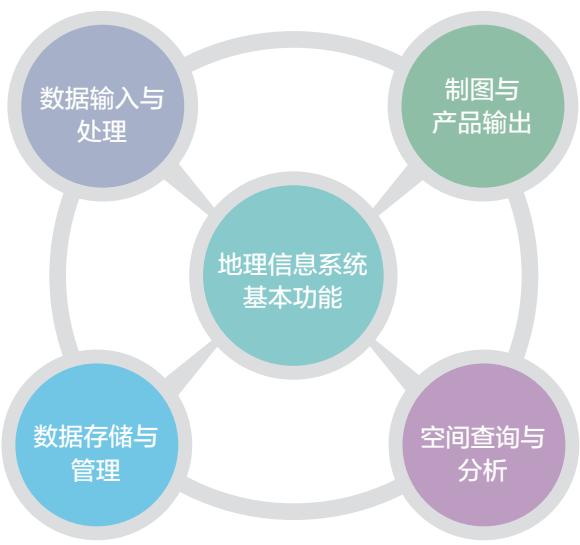 数据输入与
处理
制图与
产品输出
地理信息系统
基本功能
数据存储与
管理
空间查询与
分析